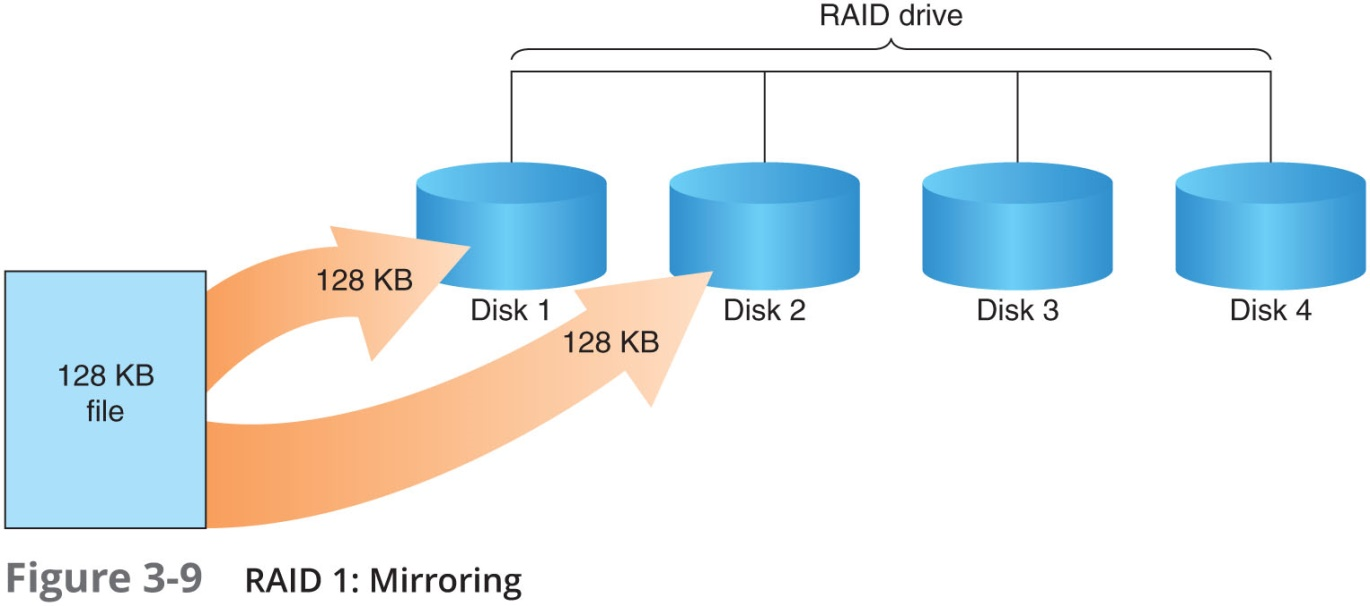 RAID drive
128 KB
Disk 1
Disk 2
Disk 3
Disk 4
128 KB
128 KB
file
Figure 3-9 RAID 1: Mirroring